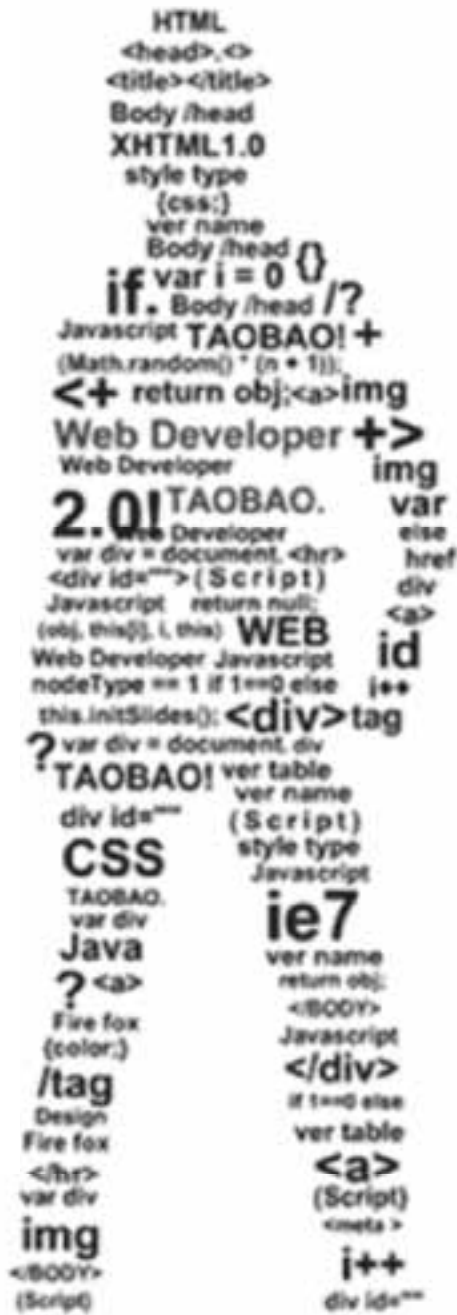 HTML
<head>.<>
<title></title>
Body /head
XHTML1.0
style type
{css;}
ver name
Body /head {}
if. var i = 0
Body /head /?
Javascript TAOBAO! +
(Math.random() * (n + 1));
<+ return obj;<a>img
Web Developer +>
Web Developer img
2.0! TAOBAO. var
Web Developer else
var div = document. <hr> href
<div id=""> (Script) div
Javascript return null; <a>
(obj, this[i], i, this) WEB id
Web Developer Javascript
nodeType == 1 if 1==0 else i++
this.initSlides(); <div> tag
? var div = document. div
TAOBAO! ver table
ver name
div id="" (Script)
CSS style type
Javascript
TAOBAO. ie7
var div
Java ver name
? <a> return obj;
</BODY>
Fire fox Javascript
{color:}
/tag </div>
Design if 1==0 else
Fire fox ver table
</hr> <a>
var div (Script)
img <meta >
</BODY> i++
(Script) div id=""